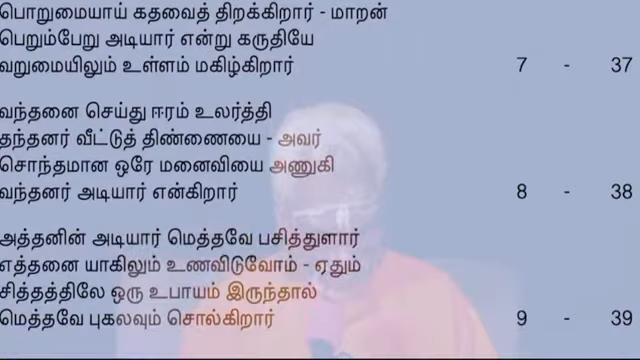 பொறுமையாய் கதவைத் திறக்கிறார் - மாறன்
பெறும்பேறு அடியார் என்று கருதியே
வறுமையிலும் உள்ளம் மகிழ்கிறார் 7 - 37
வந்தனை செய்து ஈரம் உலர்த்தி
தந்தனர் வீட்டுத் திண்ணையை - அவர்
சொந்தமான ஒரே மனைவியை அணுகி
வந்தனர் அடியார் என்கிறார் 8 - 38
அத்தனின் அடியார் மெத்தவே பசித்துளார்
எத்தனை யாகிலும் உணவிடுவோம் - ஏதும்
சித்தத்திலே ஒரு உபாயம் இருந்தால்
மெத்தவே புகலவும் சொல்கிறார் 9 - 39